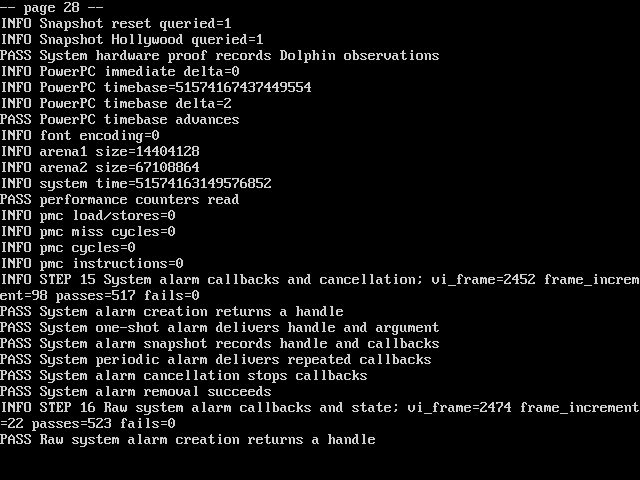 -- page 28 --
INFO Snapshot reset queried=1
INFO Snapshot Hollywood queried=1
PASS System hardware proof records Dolphin observations
INFO PowerPC immediate delta=0
INFO PowerPC timebase=51574167437449554
INFO PowerPC timebase delta=2
PASS PowerPC timebase advances
INFO font encoding=0
INFO arena1 size=14404128
INFO arena2 size=67108864
INFO system time=51574163149576852
PASS performance counters read
INFO pmc load/stores=0
INFO pmc miss cycles=0
INFO pmc cycles=0
INFO pmc instructions=0
INFO STEP 15 System alarm callbacks and cancellation; vi_frame=2452 frame_increm
ent=98 passes=517 fails=0
PASS System alarm creation returns a handle
PASS System one-shot alarm delivers handle and argument
PASS System alarm snapshot records handle and callbacks
PASS System periodic alarm delivers repeated callbacks
PASS System alarm cancellation stops callbacks
PASS System alarm removal succeeds
INFO STEP 16 Raw system alarm callbacks and state; vi_frame=2474 frame_increment
=22 passes=523 fails=0
PASS Raw system alarm creation returns a handle